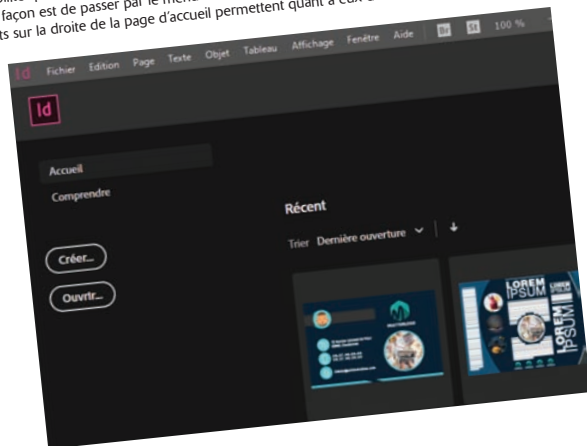 façon est de passer par le
ts sur la droite de la page d'accueil permettent quant à eux
Id Fichier Edition Page Texte Objet Tableau Affichage Fenêtre Aide Br St 100 %
Id
Accueil
Comprendre
Créer...
Ouvrir...
Récent
Trier Dernière ouverture
LOREM
IPSUM
LOREM
IPSUM